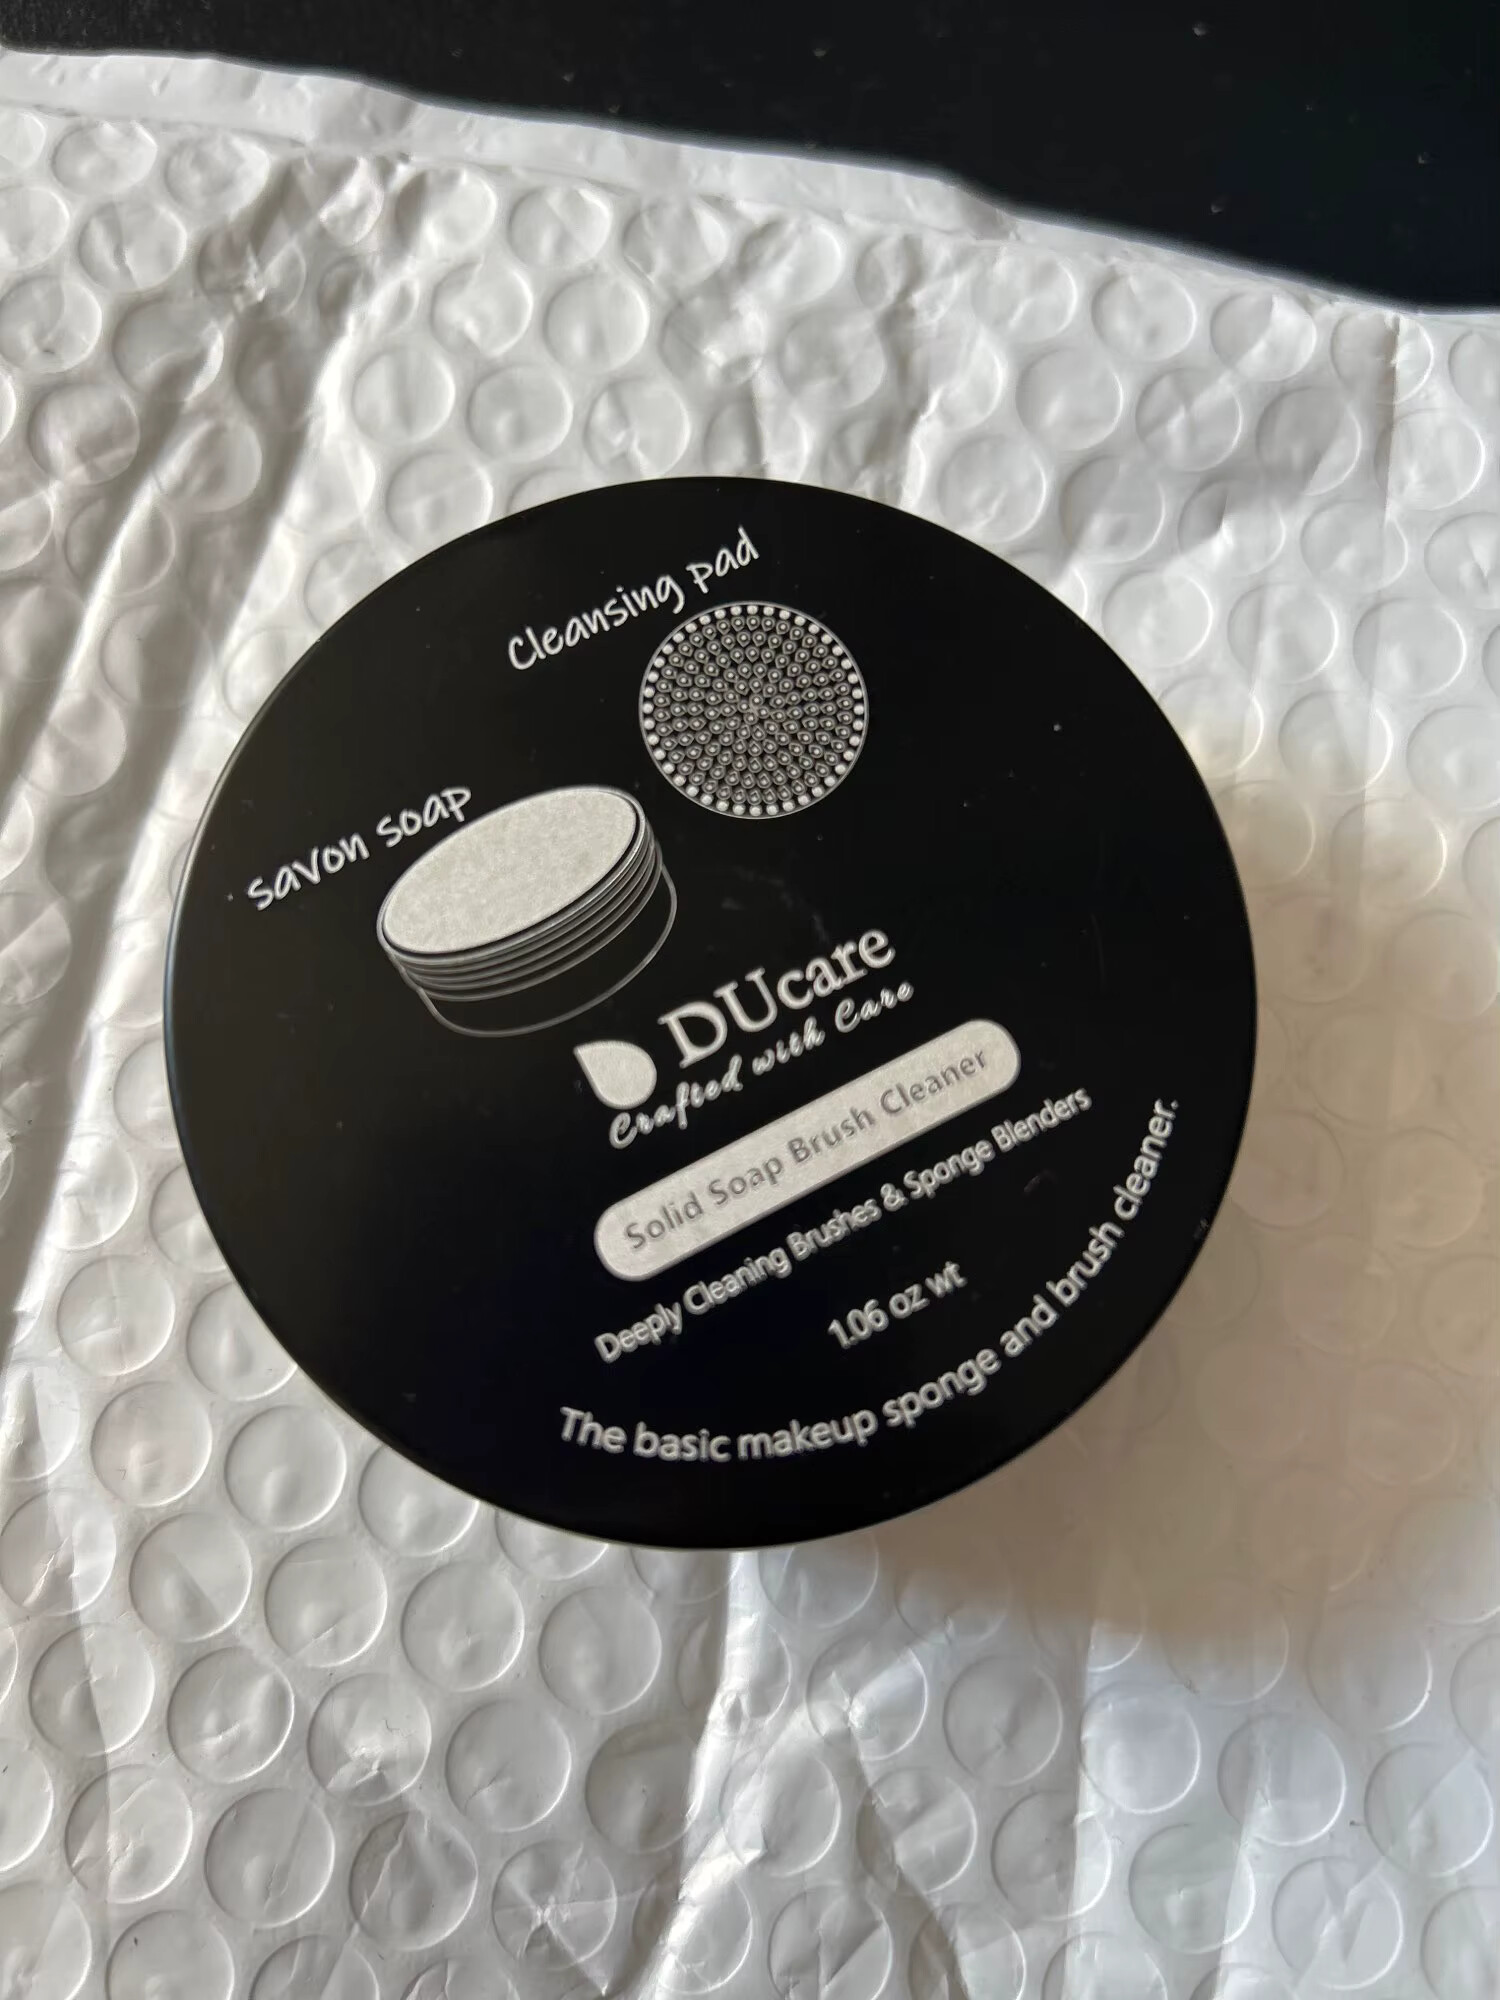 Cleansing pad
savon soap
DUcare
Crafted with Care
Solid Soap Brush Cleaner
Deeply Cleaning Brushes & Sponge Blenders
1.06 oz wt
The basic makeup sponge and brush cleaner.